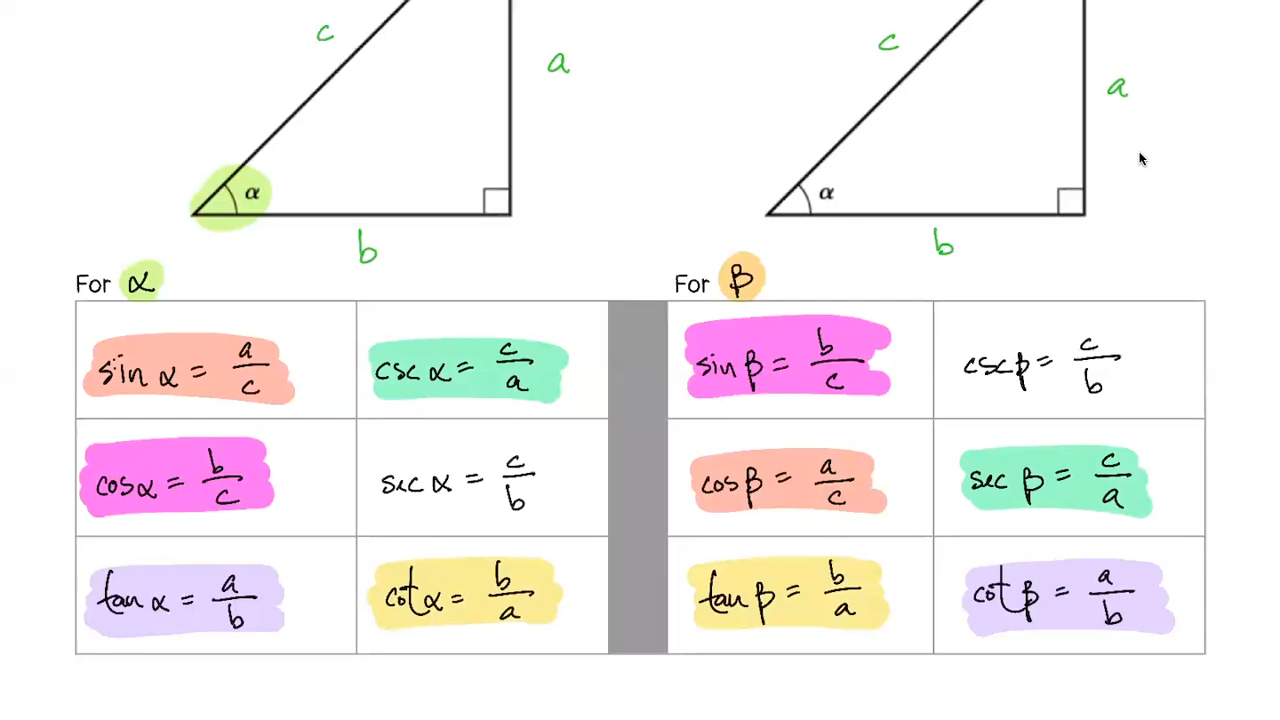 c
a
α
b
c
a
α
b
For α
sin α = a/c
csc α = c/a
cos α = b/c
sec α = c/b
tan α = a/b
cot α = b/a
For β
sin β = b/c
csc β = c/b
cos β = a/c
sec β = c/a
tan β = b/a
cot β = a/b